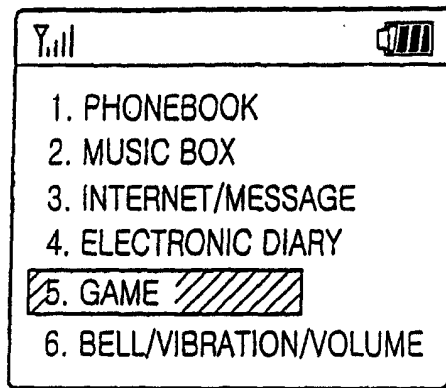 1. PHONEBOOK
2. MUSIC BOX
3. INTERNET/MESSAGE
4. ELECTRONIC DIARY
5. GAME
6. BELL/VIBRATION/VOLUME